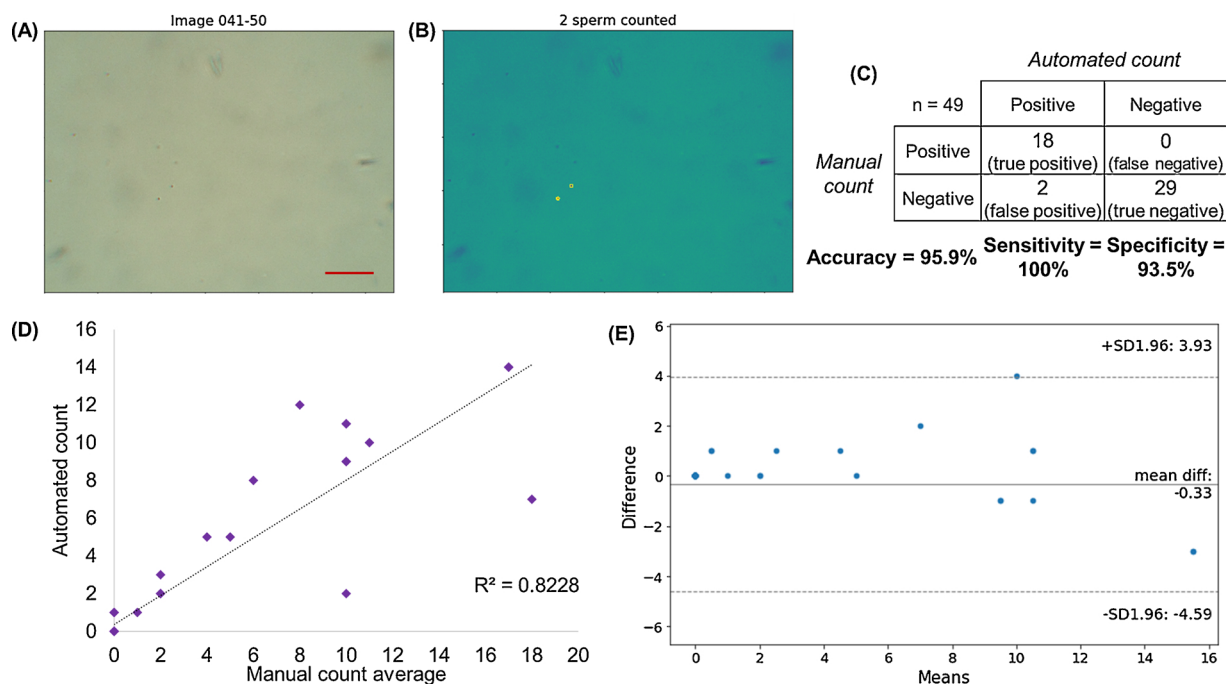 (A)
Image 041-50
(B)
2 sperm counted
(C)
Automated count
n = 49
Positive
Negative
Manual
count
Positive
18
(true positive)
0
(false negative)
Negative
2
(false positive)
29
(true negative)
Accuracy = 95.9%
Sensitivity =
100%
Specificity =
93.5%
(D)
16
14
12
10
8
6
4
2
0
Automated count
R² = 0.8228
0 2 4 6 8 10 12 14 16 18 20
Manual count average
(E)
6
4
2
0
−2
−4
−6
Difference
+SD1.96: 3.93
mean diff:
-0.33
-SD1.96: -4.59
0 2 4 6 8 10 12 14 16
Means